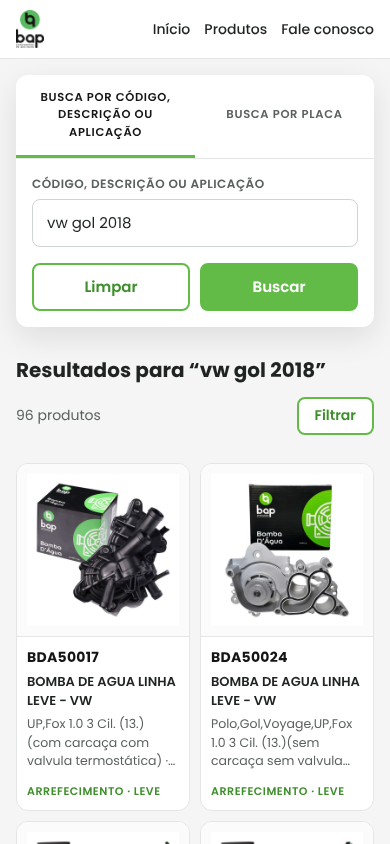 bap
Início Produtos Fale conosco
BUSCA POR CÓDIGO,
DESCRIÇÃO OU
APLICAÇÃO
BUSCA POR PLACA
CÓDIGO, DESCRIÇÃO OU APLICAÇÃO
vw gol 2018
Limpar
Buscar
Resultados para “vw gol 2018”
96 produtos
Filtrar
bap
Bomba
D'Água
bap
Bomba
D'Água
BDA50017
BOMBA DE AGUA LINHA
LEVE - VW
UP,Fox 1.0 3 Cil. (13.)
(com carcaça com
valvula termostática) ·...
ARREFECIMENTO · LEVE
BDA50024
BOMBA DE AGUA LINHA
LEVE - VW
Polo,Gol,Voyage,UP,Fox
1.0 3 Cil. (13.)(sem
carcaça sem valvula...
ARREFECIMENTO · LEVE